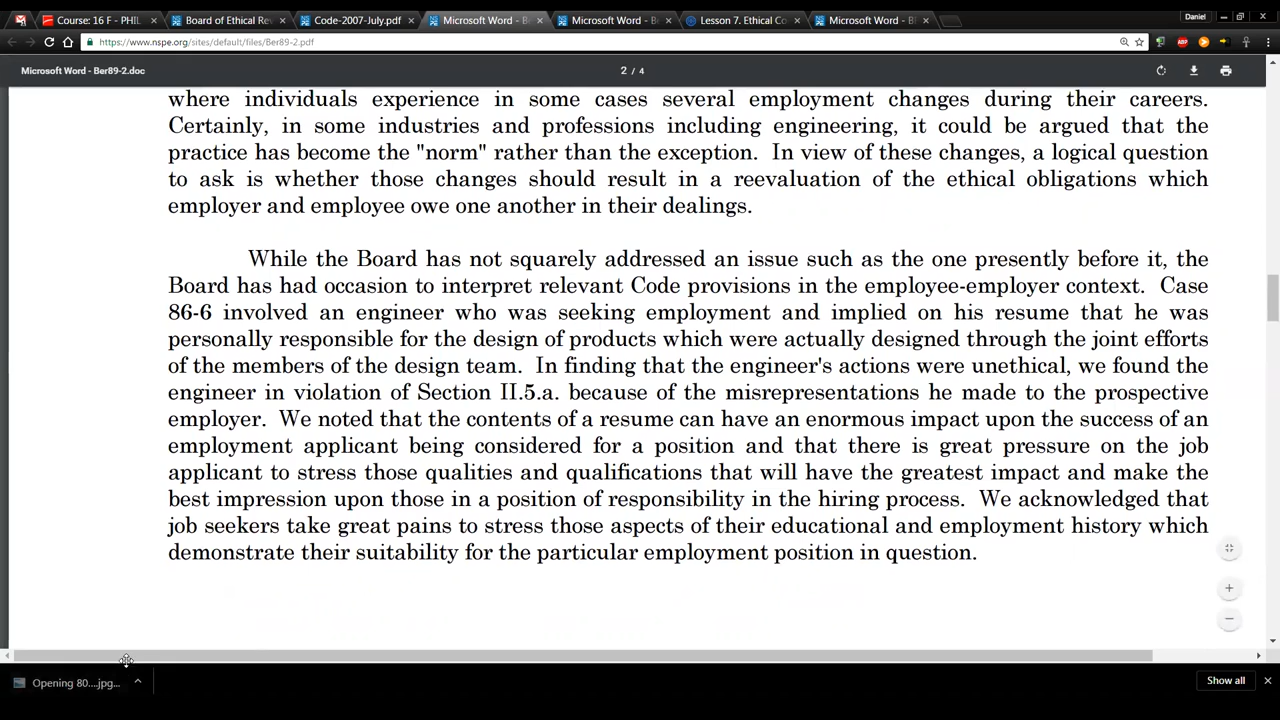 Course: 16 F - PHIL
Board of Ethical Re
Code-2007-July.pdf
Microsoft Word - B
Microsoft Word - B
Lesson 7. Ethical Co
Microsoft Word - B
Daniel
https://www.nspe.org/sites/default/files/Ber89-2.pdf
Microsoft Word - Ber89-2.doc
2 / 4
where individuals experience in some cases several employment changes during their careers.
Certainly, in some industries and professions including engineering, it could be argued that the
practice has become the "norm" rather than the exception. In view of these changes, a logical question
to ask is whether those changes should result in a reevaluation of the ethical obligations which
employer and employee owe one another in their dealings.
While the Board has not squarely addressed an issue such as the one presently before it, the
Board has had occasion to interpret relevant Code provisions in the employee-employer context. Case
86-6 involved an engineer who was seeking employment and implied on his resume that he was
personally responsible for the design of products which were actually designed through the joint efforts
of the members of the design team. In finding that the engineer's actions were unethical, we found the
engineer in violation of Section II.5.a. because of the misrepresentations he made to the prospective
employer. We noted that the contents of a resume can have an enormous impact upon the success of an
employment applicant being considered for a position and that there is great pressure on the job
applicant to stress those qualities and qualifications that will have the greatest impact and make the
best impression upon those in a position of responsibility in the hiring process. We acknowledged that
job seekers take great pains to stress those aspects of their educational and employment history which
demonstrate their suitability for the particular employment position in question.
Opening 80....jpg...
Show all